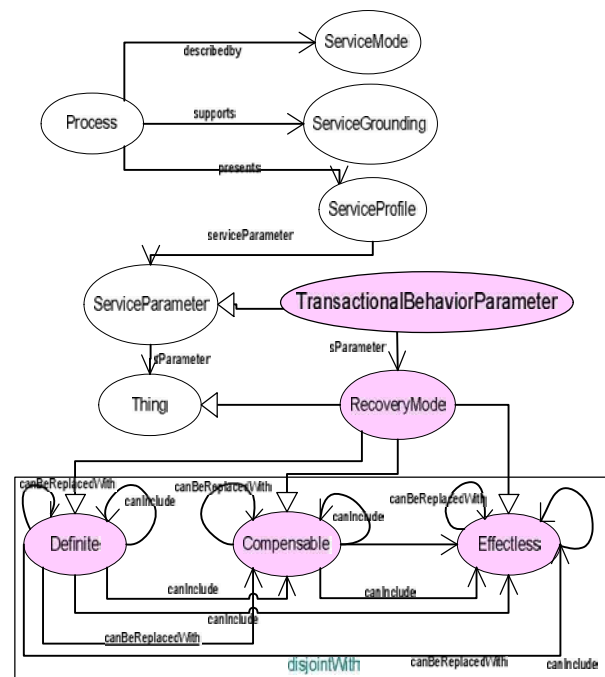 ServiceMode
describedby
Process
supports
ServiceGrounding
presents
ServiceProfile
serviceParameter
ServiceParameter
TransactionalBehaviorParameter
sParameter
sParameter
Thing
RecoveryMode
canBeReplacedWith
canInclude
canBeReplacedWith
canInclude
canBeReplacedWith
Definite
Compensable
Effectless
canInclude
canInclude
canInclude
canBeReplacedWith
disjointWith
canBeReplacedWith
canInclude